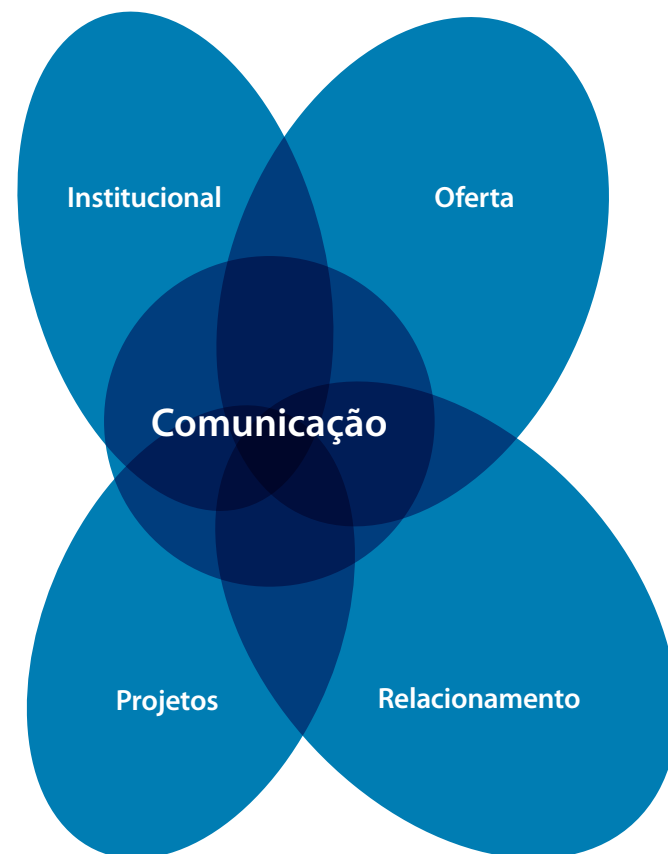 Institucional
Oferta
Comunicação
Projetos
Relacionamento